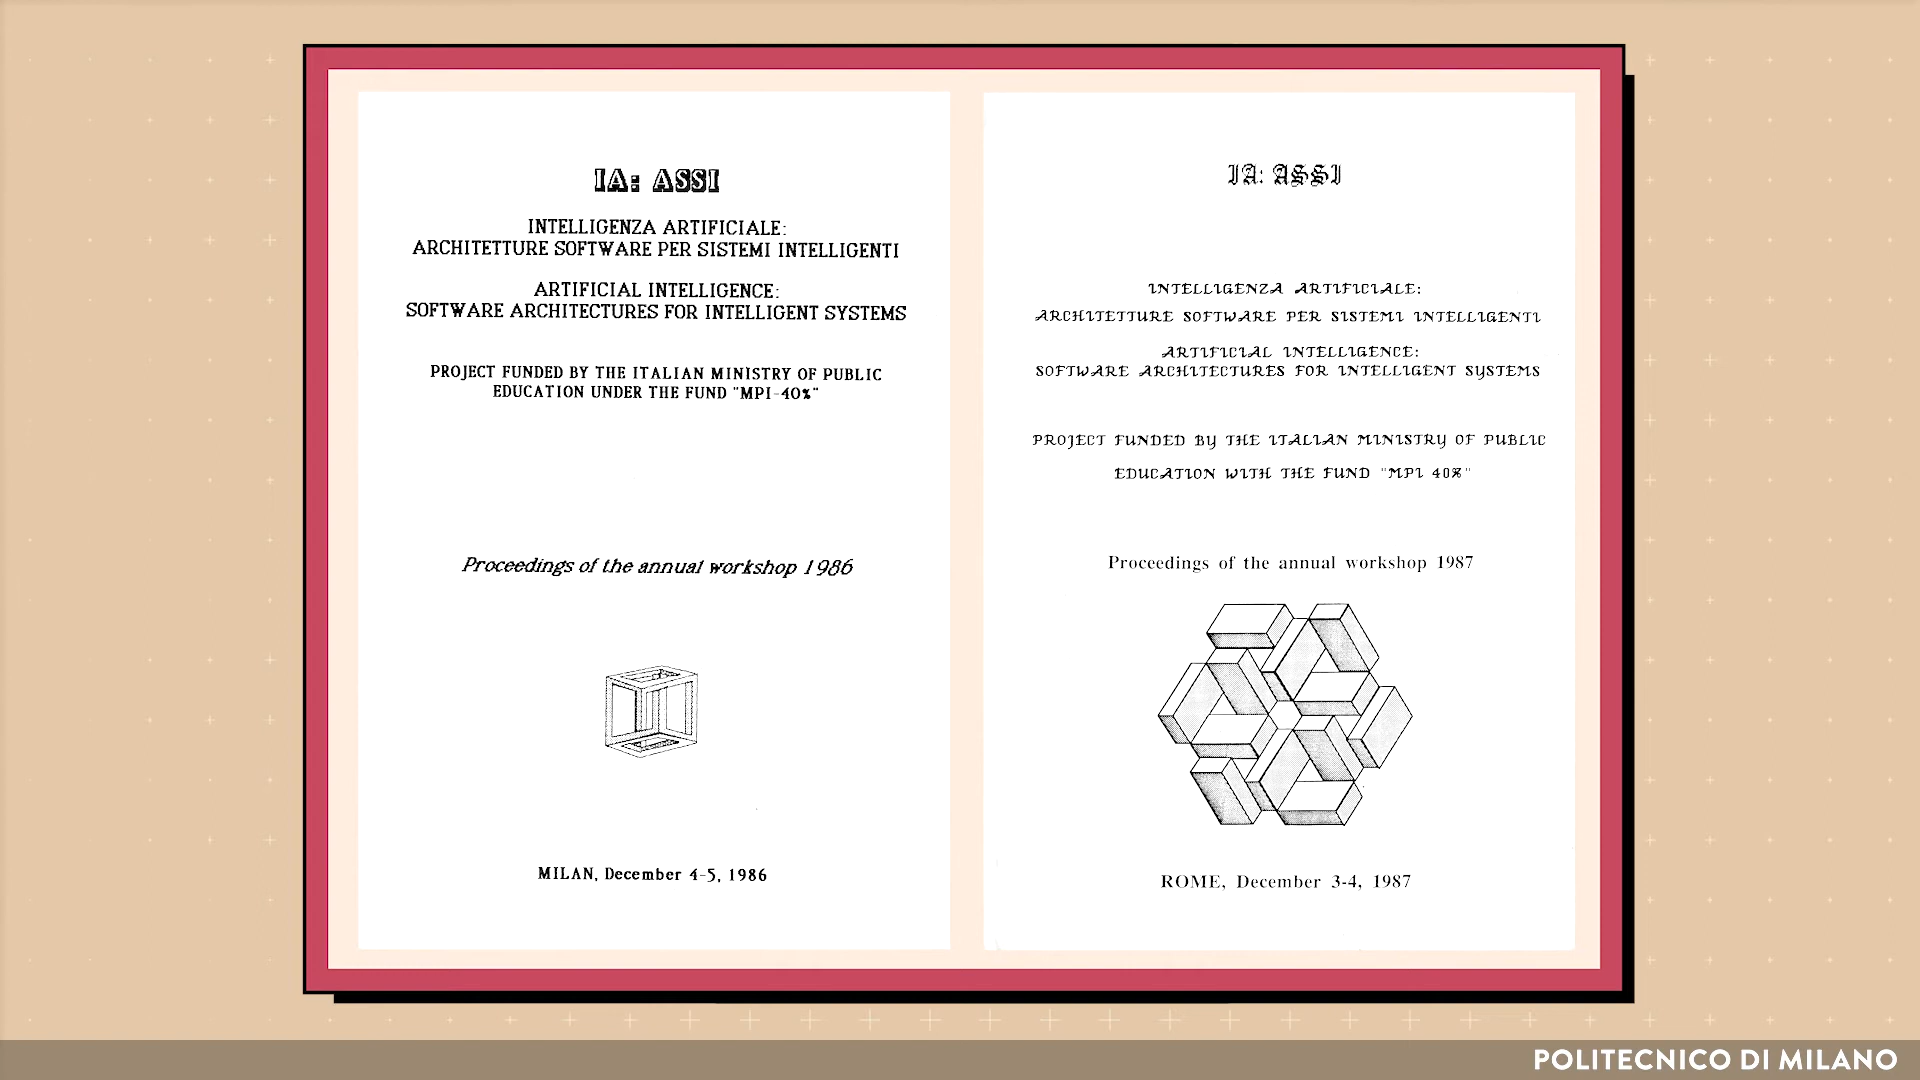 IA: ASSI
INTELLIGENZA ARTIFICIALE:
ARCHITETTURE SOFTWARE PER SISTEMI INTELLIGENTI
ARTIFICIAL INTELLIGENCE:
SOFTWARE ARCHITECTURES FOR INTELLIGENT SYSTEMS
PROJECT FUNDED BY THE ITALIAN MINISTRY OF PUBLIC
EDUCATION UNDER THE FUND "MPI-40%"
Proceedings of the annual workshop 1986
MILAN, December 4-5, 1986
IA: ASSI
INTELLIGENZA ARTIFICIALE:
ARCHITETTURE SOFTWARE PER SISTEMI INTELLIGENTI
ARTIFICIAL INTELLIGENCE:
SOFTWARE ARCHITECTURES FOR INTELLIGENT SYSTEMS
PROJECT FUNDED BY THE ITALIAN MINISTRY OF PUBLIC
EDUCATION WITH THE FUND "MPI 40%"
Proceedings of the annual workshop 1987
ROME, December 3-4, 1987
POLITECNICO DI MILANO